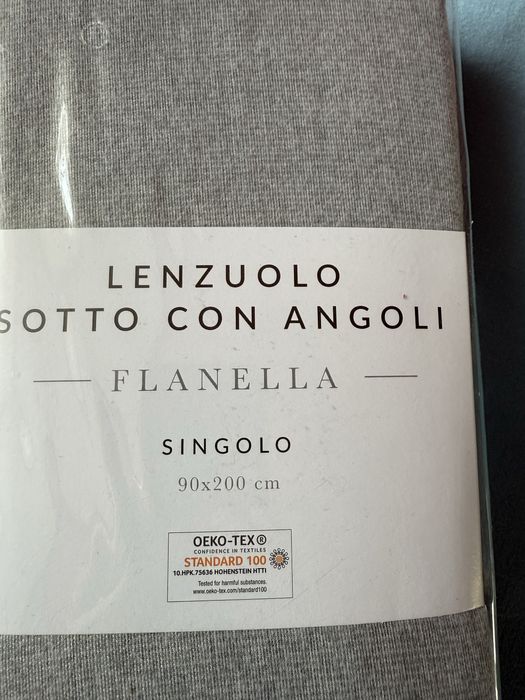 LENZUOLO
SOTTO CON ANGOLI
FLANELLA
SINGOLO
90x200 cm
OEKO-TEX®
CONFIDENCE IN TEXTILES
STANDARD 100
10.HPK.75636 HOHENSTEIN HTTI
Tested for harmful substances.
www.oeko-tex.com/standard100